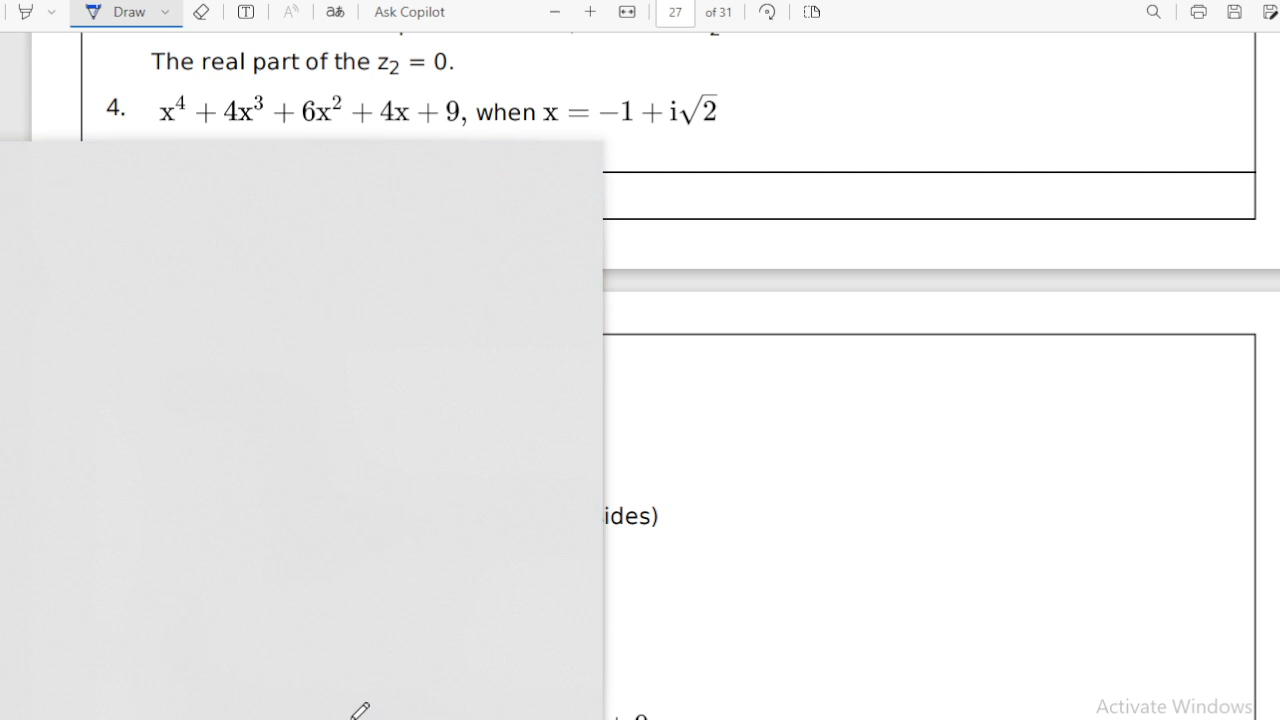 Draw
Ask Copilot
27 of 31
The real part of the z₂ = 0.
4. x⁴ + 4x³ + 6x² + 4x + 9, when x = −1 + i√2
ides)
Activate Windows